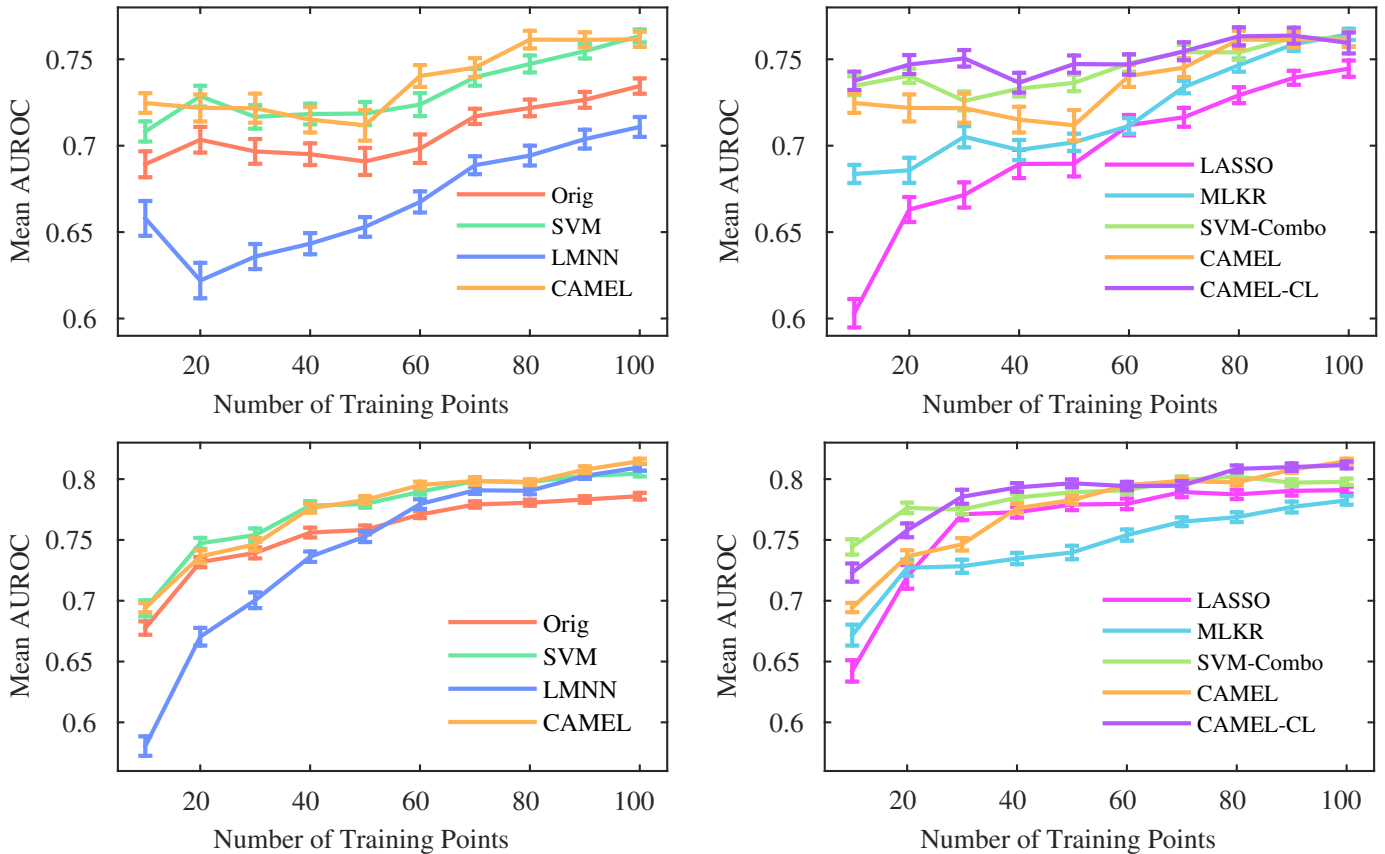 Mean AUROC
0.75
0.7
0.65
0.6
Orig
SVM
LMNN
CAMEL
20 40 60 80 100
Number of Training Points
Mean AUROC
0.75
0.7
0.65
0.6
LASSO
MLKR
SVM-Combo
CAMEL
CAMEL-CL
20 40 60 80 100
Number of Training Points
Mean AUROC
0.8
0.75
0.7
0.65
0.6
Orig
SVM
LMNN
CAMEL
20 40 60 80 100
Number of Training Points
Mean AUROC
0.8
0.75
0.7
0.65
0.6
LASSO
MLKR
SVM-Combo
CAMEL
CAMEL-CL
20 40 60 80 100
Number of Training Points